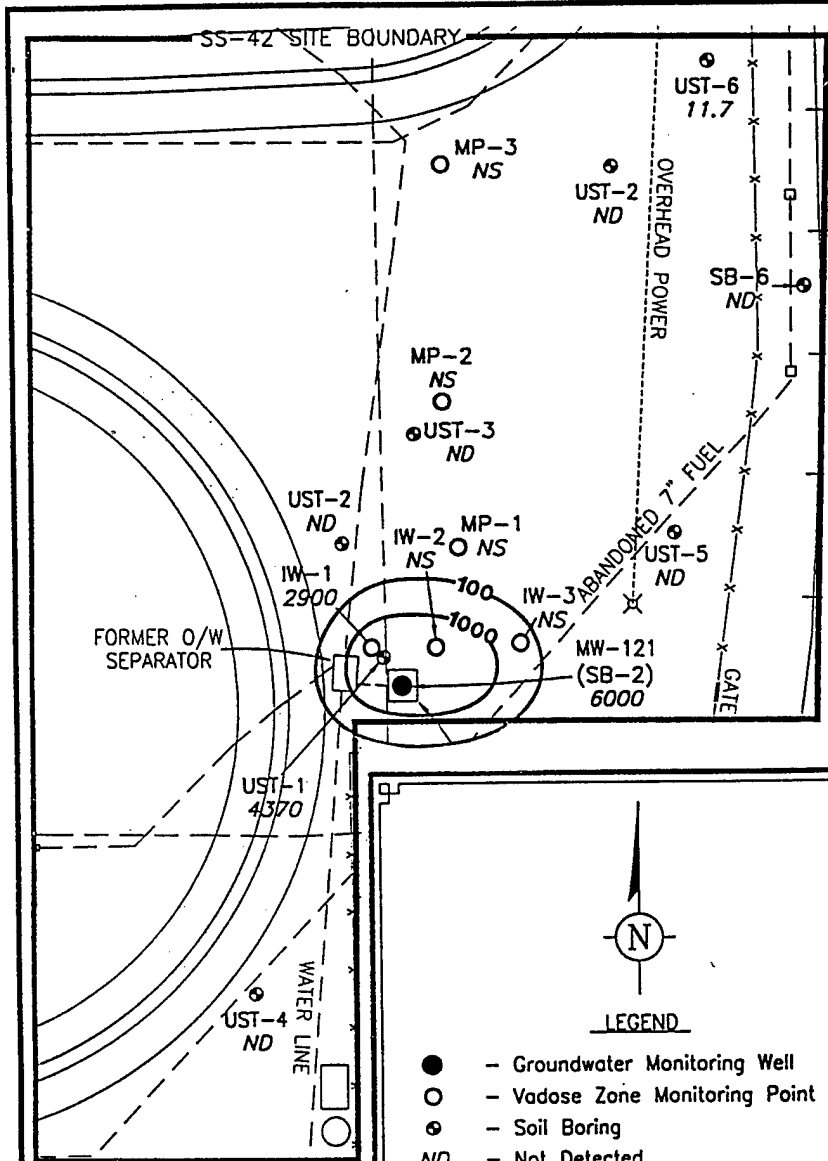 SS-42 SITE BOUNDARY
UST-6
11.7
MP-3
NS
UST-2
ND
OVERHEAD POWER
SB-6
ND
MP-2
NS
UST-3
ND
ABANDONED 7" FUEL
UST-2
ND
IW-2
NS
MP-1
NS
UST-5
ND
IW-1
2900
100
1000
IW-3
NS
FORMER O/W
SEPARATOR
MW-121
(SB-2)
6000
GATE
UST-1
4370
N
WATER LINE
UST-4
ND
LEGEND
– Groundwater Monitoring Well
– Vadose Zone Monitoring Point
– Soil Boring
ND – Not Detected